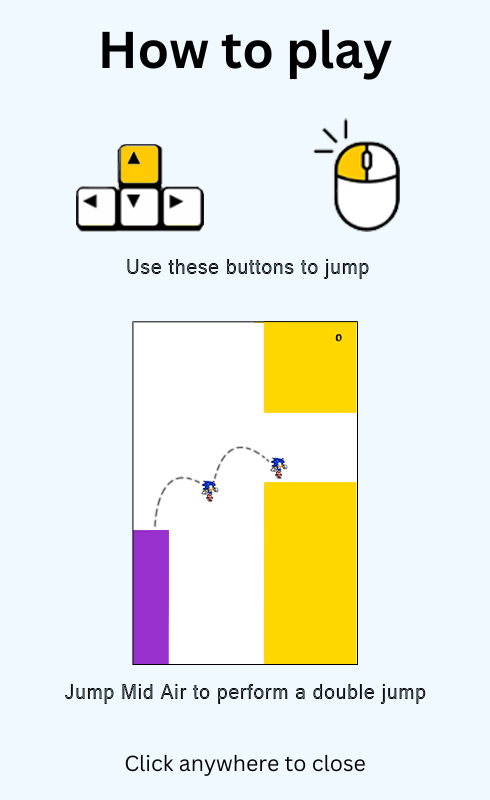 How to play
Use these buttons to jump
0
Jump Mid Air to perform a double jump
Click anywhere to close